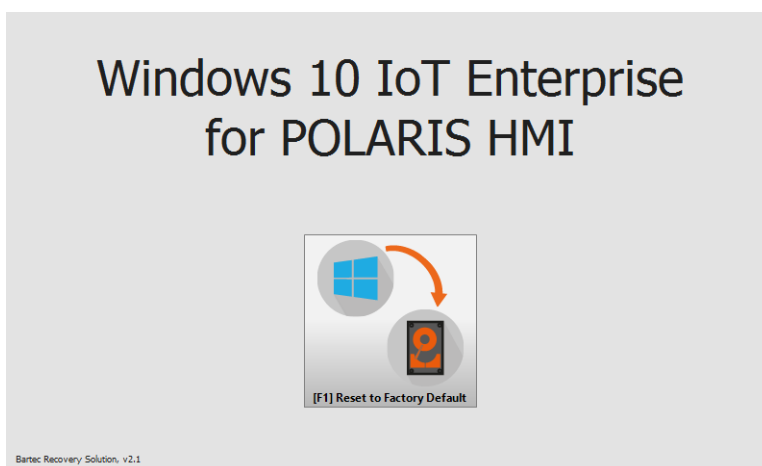 Windows 10 IoT Enterprise
for POLARIS HMI
[F1] Reset to Factory Default
Bartec Recovery Solution, v2.1